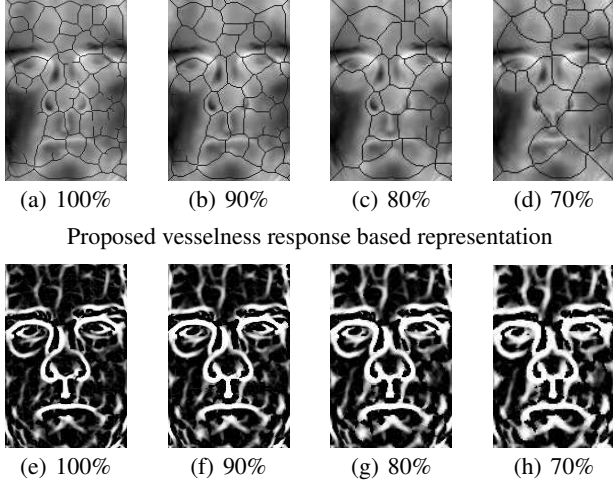 (a) 100% (b) 90% (c) 80% (d) 70%
Proposed vesselness response based representation
(e) 100% (f) 90% (g) 80% (h) 70%